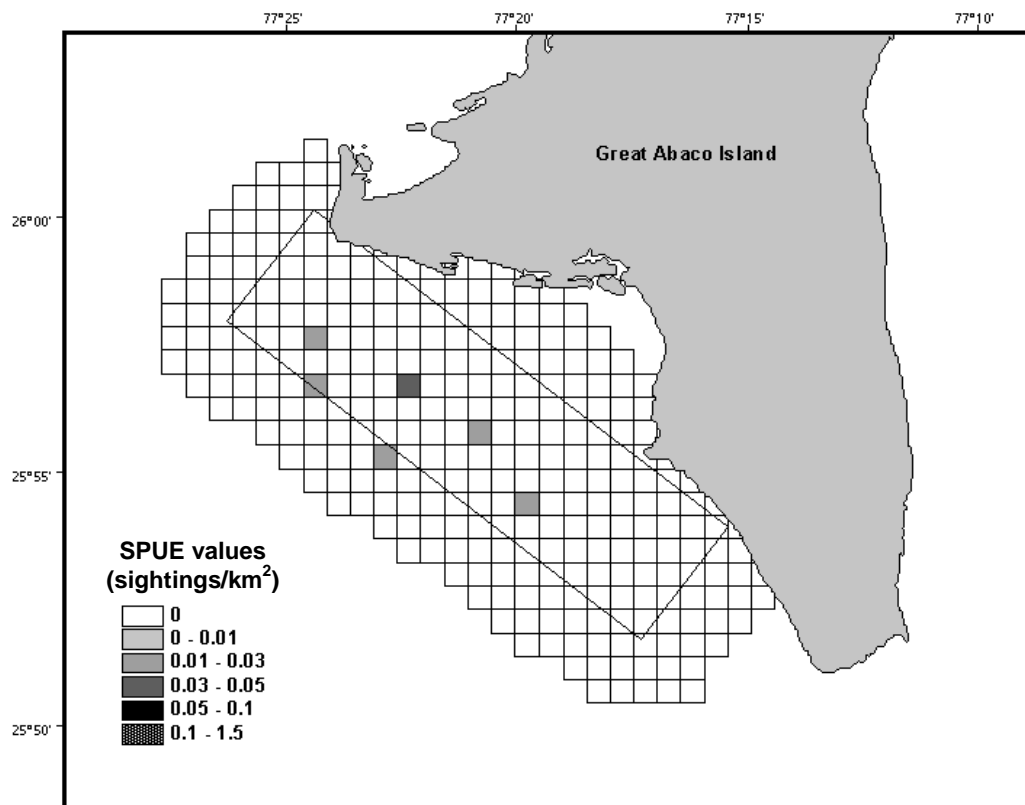 77°25' 77°20' 77°15' 77°10'
Great Abaco Island
26°00'
25°55'
SPUE values
(sightings/km²)
0
0 - 0.01
0.01 - 0.03
0.03 - 0.05
0.05 - 0.1
0.1 - 1.5
25°50'